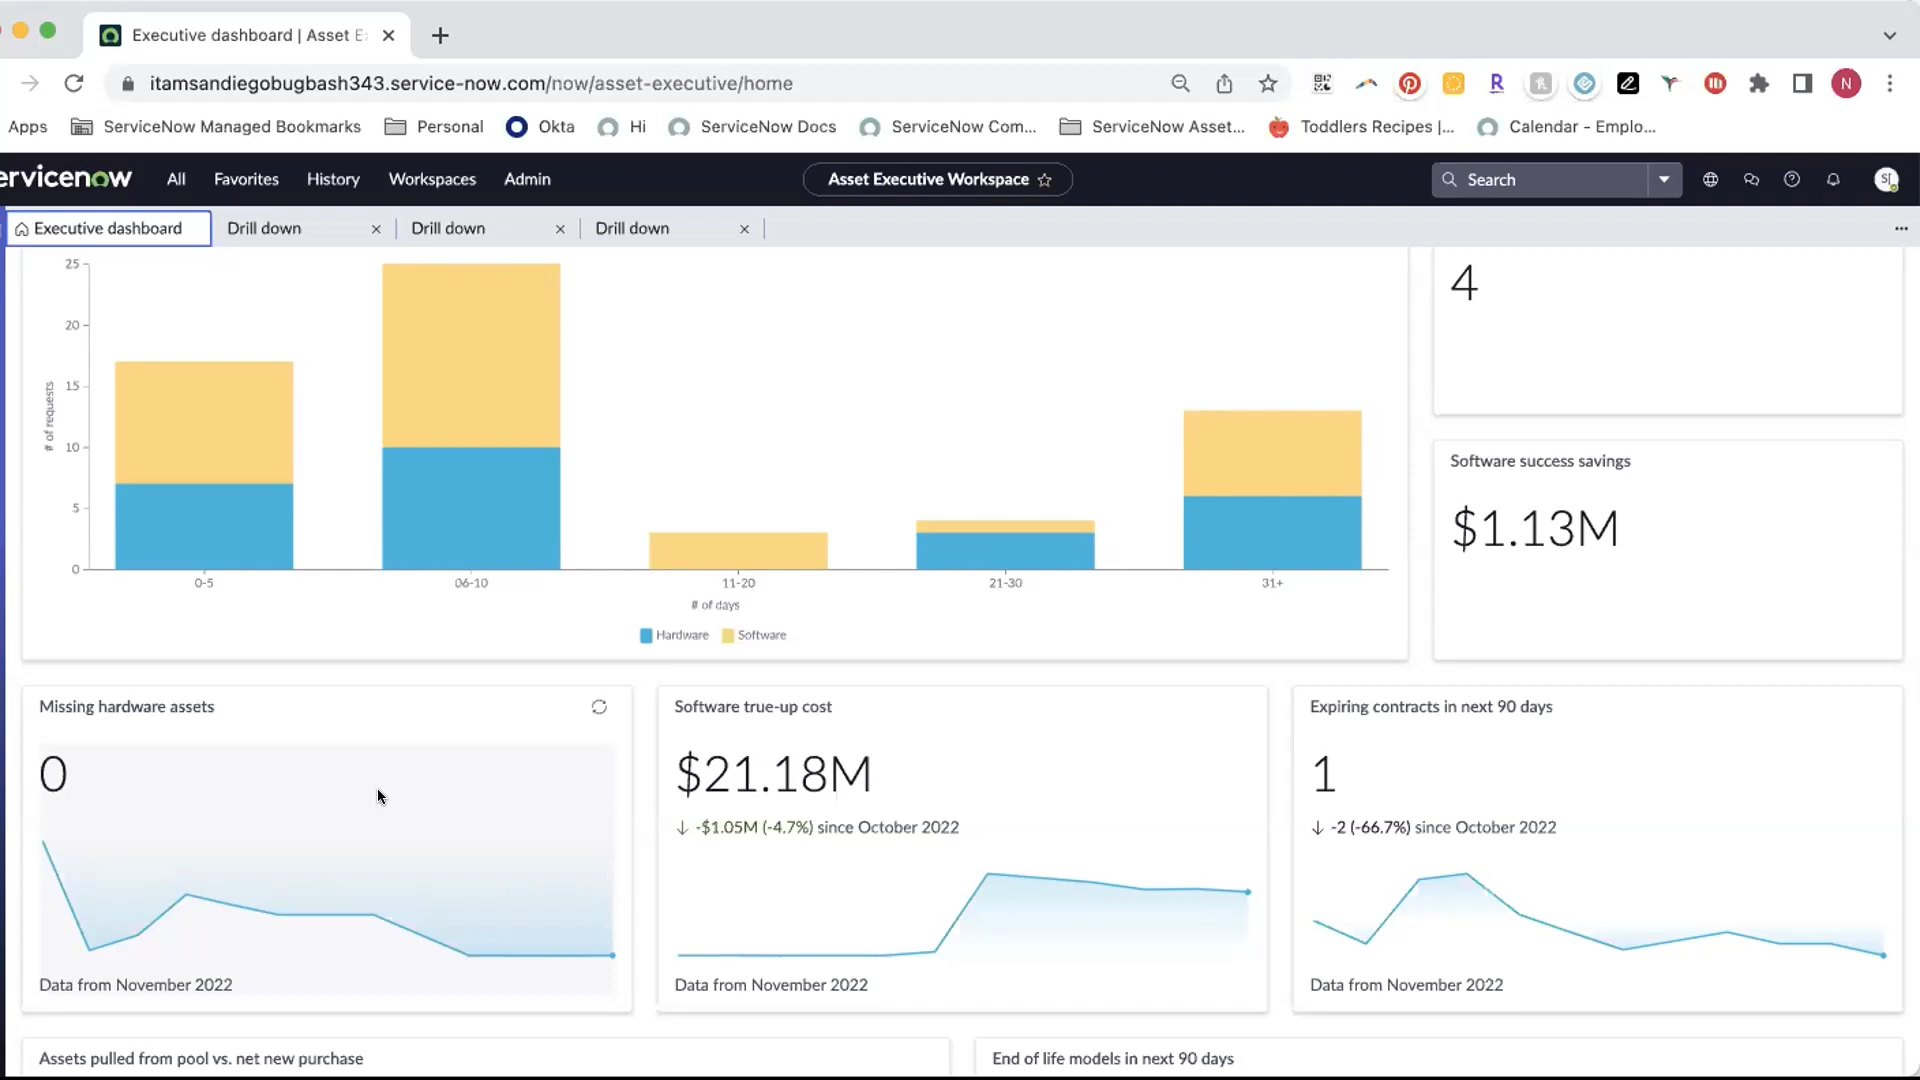 Executive dashboard | Asset E
itamsandiegobugbash343.service-now.com/now/asset-executive/home
N
Apps ServiceNow Managed Bookmarks Personal Okta Hi ServiceNow Docs ServiceNow Com... ServiceNow Asset... Toddlers Recipes |... Calendar - Emplo...
ervicenow All Favorites History Workspaces Admin Asset Executive Workspace Search
Executive dashboard Drill down Drill down Drill down
25
20
15
10
5
0
# of requests
0-5 06-10 11-20 21-30 31+
# of days
Hardware Software
4
Software success savings
$1.13M
Missing hardware assets
0
Data from November 2022
Software true-up cost
$21.18M
↓ -$1.05M (-4.7%) since October 2022
Data from November 2022
Expiring contracts in next 90 days
1
↓ -2 (-66.7%) since October 2022
Data from November 2022
Assets pulled from pool vs. net new purchase
End of life models in next 90 days